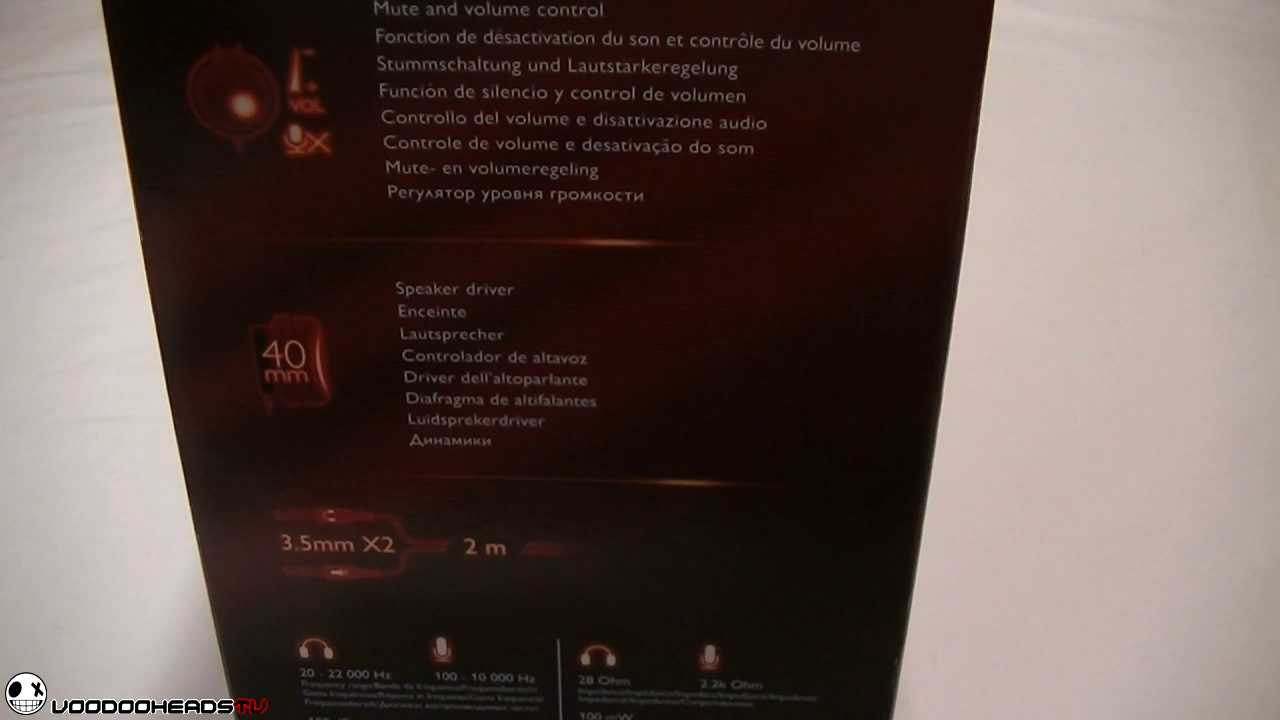 Mute and volume control
Fonction de désactivation du son et contrôle du volume
Stummschaltung und Lautstärkeregelung
Función de silencio y control de volumen
Controllo del volume e disattivazione audio
Controle de volume e desativação do som
Mute- en volumeregeling
Регулятор уровня громкости
VOL
Speaker driver
Enceinte
Lautsprecher
Controlador de altavoz
Driver dell'altoparlante
Diafragma de altifalantes
Luidsprekerdriver
Динамики
40
mm
3.5mm X2
2 m
20 - 22 000 Hz
100 - 10 000 Hz
28 Ohm
2.2k Ohm
100 mW
VOODOOHEADSTV